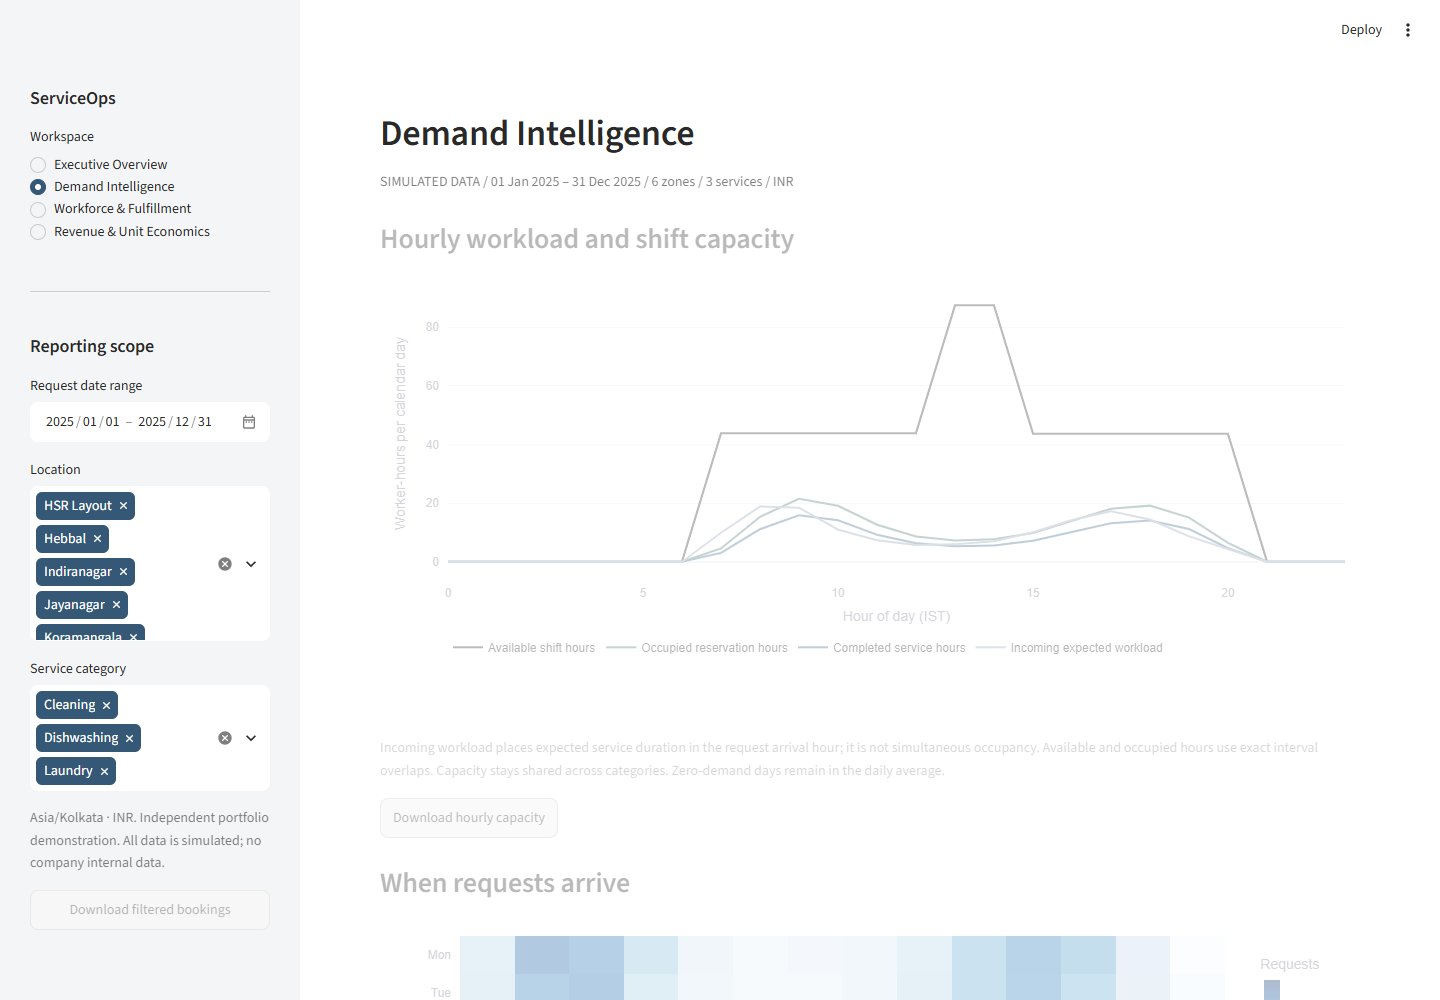 Deploy
ServiceOps
Workspace
Executive Overview
Demand Intelligence
Workforce & Fulfillment
Revenue & Unit Economics
Reporting scope
Request date range
2025 / 01 / 01 – 2025 / 12 / 31
Location
HSR Layout
Hebbal
Indiranagar
Jayanagar
Koramangala
Service category
Cleaning
Dishwashing
Laundry
Asia/Kolkata · INR. Independent portfolio
demonstration. All data is simulated; no
company internal data.
Download filtered bookings
Demand Intelligence
SIMULATED DATA / 01 Jan 2025 – 31 Dec 2025 / 6 zones / 3 services / INR
Hourly workload and shift capacity
Worker-hours per calendar day
80
60
40
20
0
0 5 10 15 20
Hour of day (IST)
Available shift hours Occupied reservation hours Completed service hours Incoming expected workload
Incoming workload places expected service duration in the request arrival hour; it is not simultaneous occupancy. Available and occupied hours use exact interval
overlaps. Capacity stays shared across categories. Zero-demand days remain in the daily average.
Download hourly capacity
When requests arrive
Mon
Tue
Requests